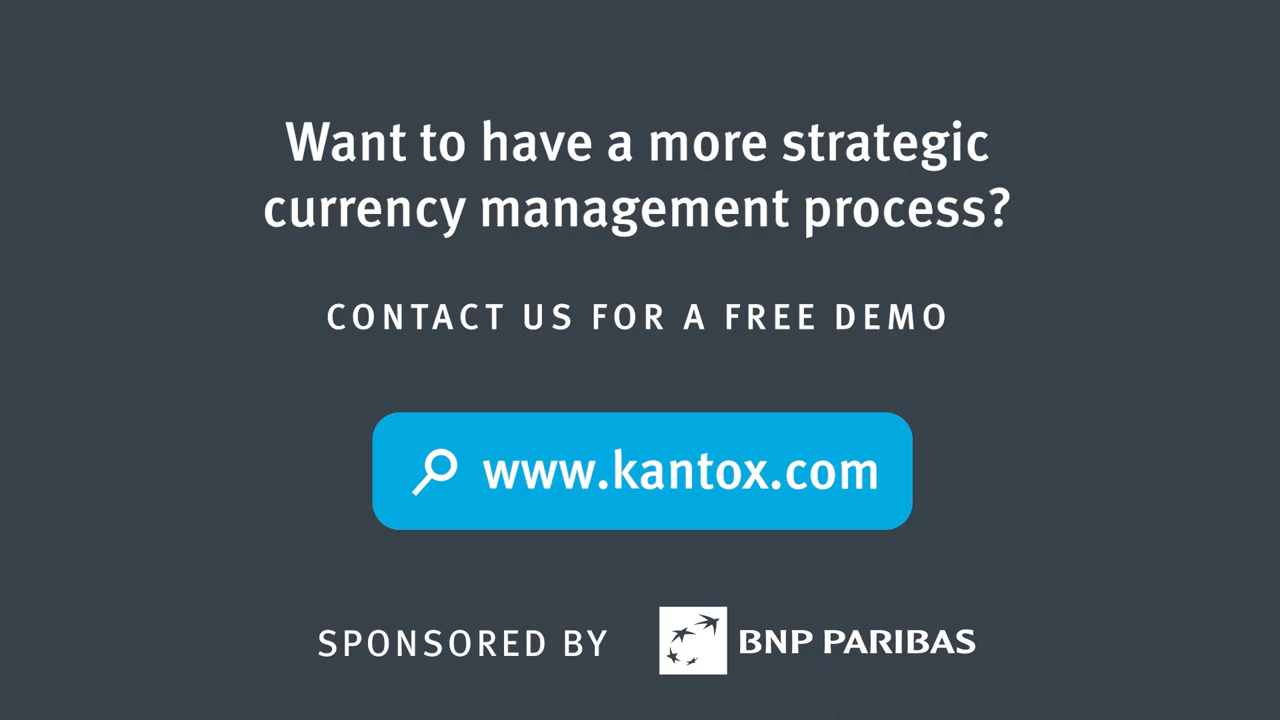 Want to have a more strategic
currency management process?
CONTACT US FOR A FREE DEMO
www.kantox.com
SPONSORED BY BNP PARIBAS